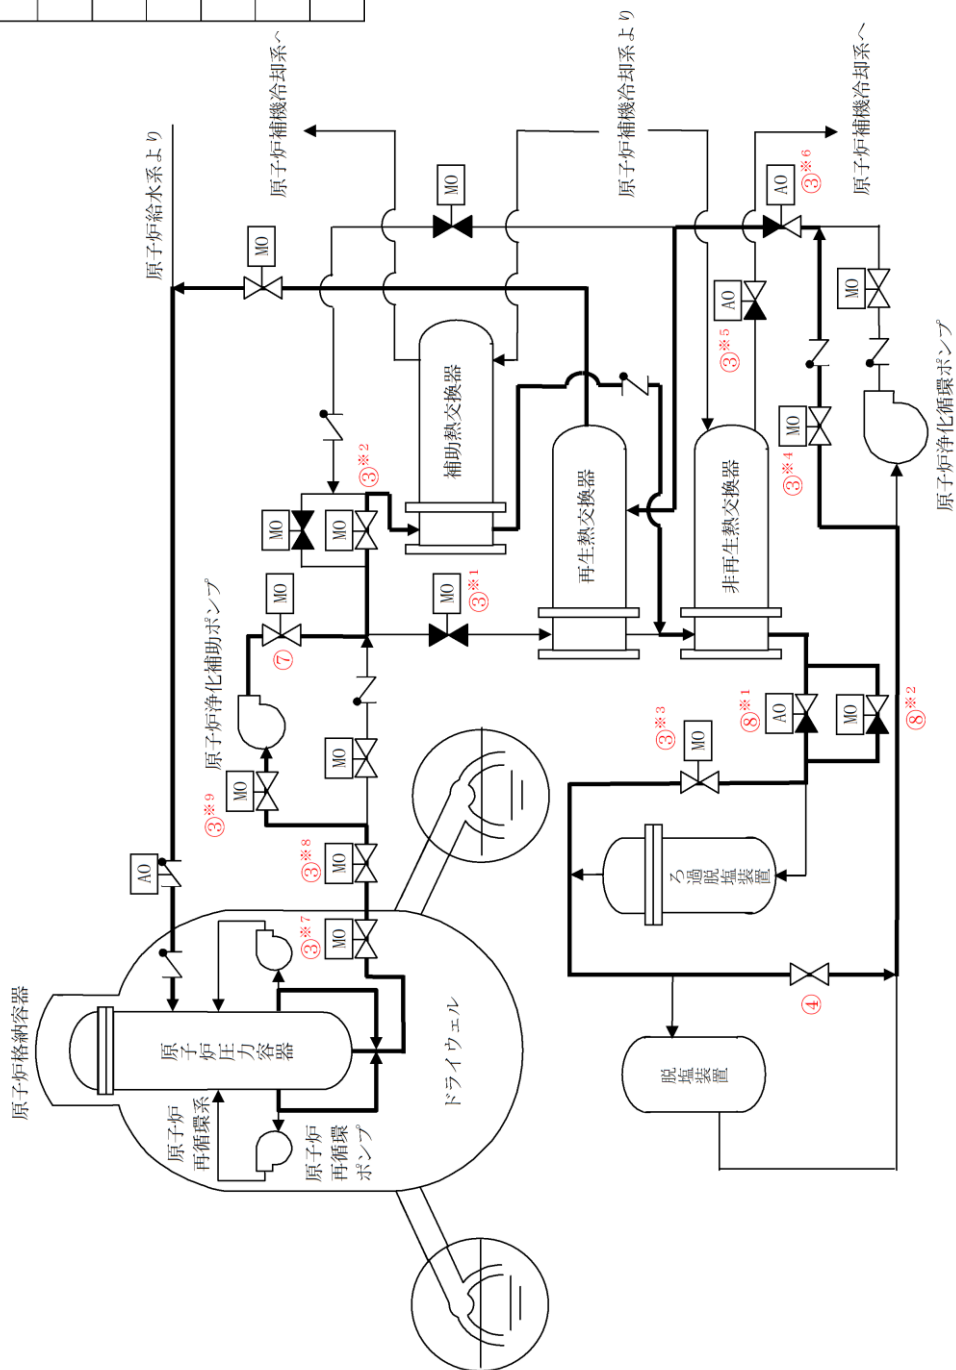 原子炉補機冷却系へ
原子炉補機冷却系より
原子炉補機冷却系へ
原子炉給水系より
MO
MO
AO
③※6
MO
AO
③※5
補助熱交換器
③※2
MO
MO
MO
③※4
原子炉浄化循環ポンプ
再生熱交換器
非再生熱交換器
原子炉浄化補助ポンプ
MO
⑦
MO
③※1
MO
③※9
MO
③※3
MO
AO
⑧※1
MO
⑧※2
AO
③※8
MO
③※7
MO
ろ過脱塩装置
④
脱塩装置
原子炉格納容器
原子炉圧力容器
原子炉
再循環系
原子炉
再循環
ポンプ
ドライウェル